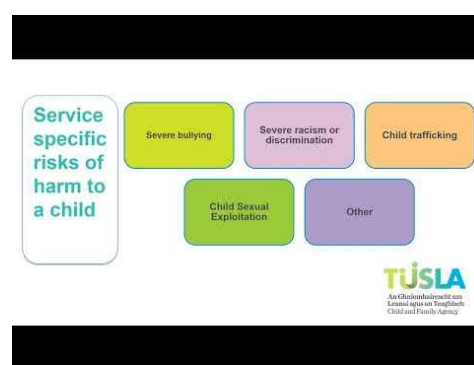 Service
specific
risks of
harm to
a child
Severe bullying
Severe racism or
discrimination
Child trafficking
Child Sexual
Exploitation
Other
TUSLA
An Ghníomhaireacht um
Leanaí agus an Teaghlach
Child and Family Agency